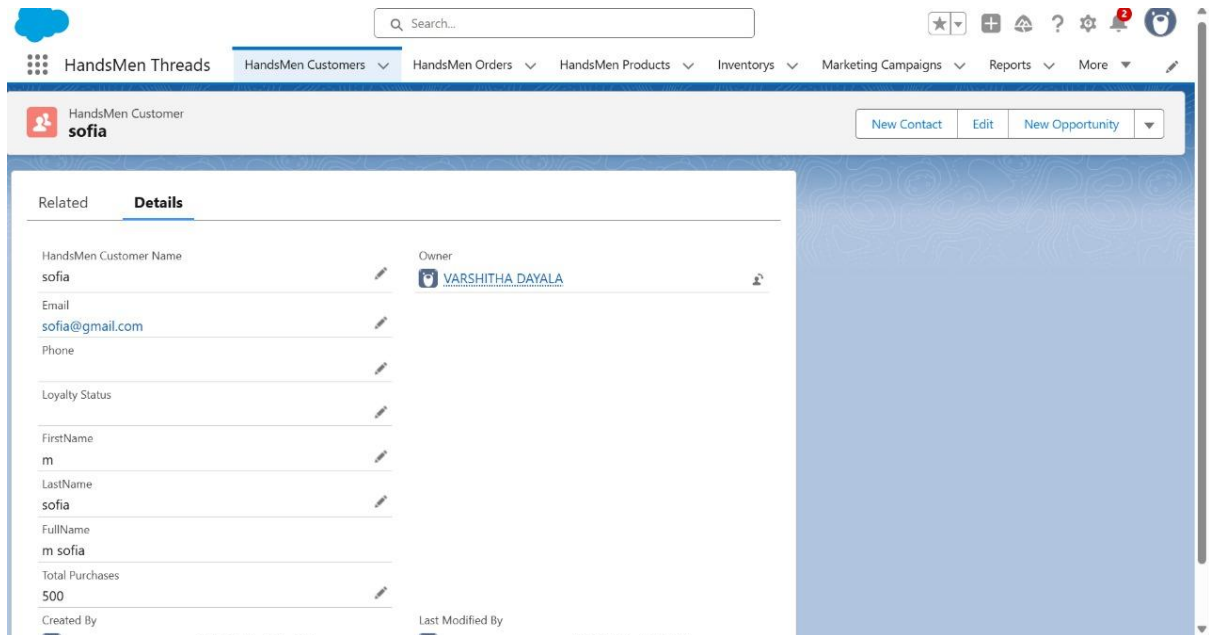 Search...
2
HandsMen Threads HandsMen Customers HandsMen Orders HandsMen Products Inventorys Marketing Campaigns Reports More
HandsMen Customer
sofia
New Contact Edit New Opportunity
Related Details
HandsMen Customer Name
sofia
Owner
VARSHITHA DAYALA
Email
sofia@gmail.com
Phone
Loyalty Status
FirstName
m
LastName
sofia
FullName
m sofia
Total Purchases
500
Created By
Last Modified By